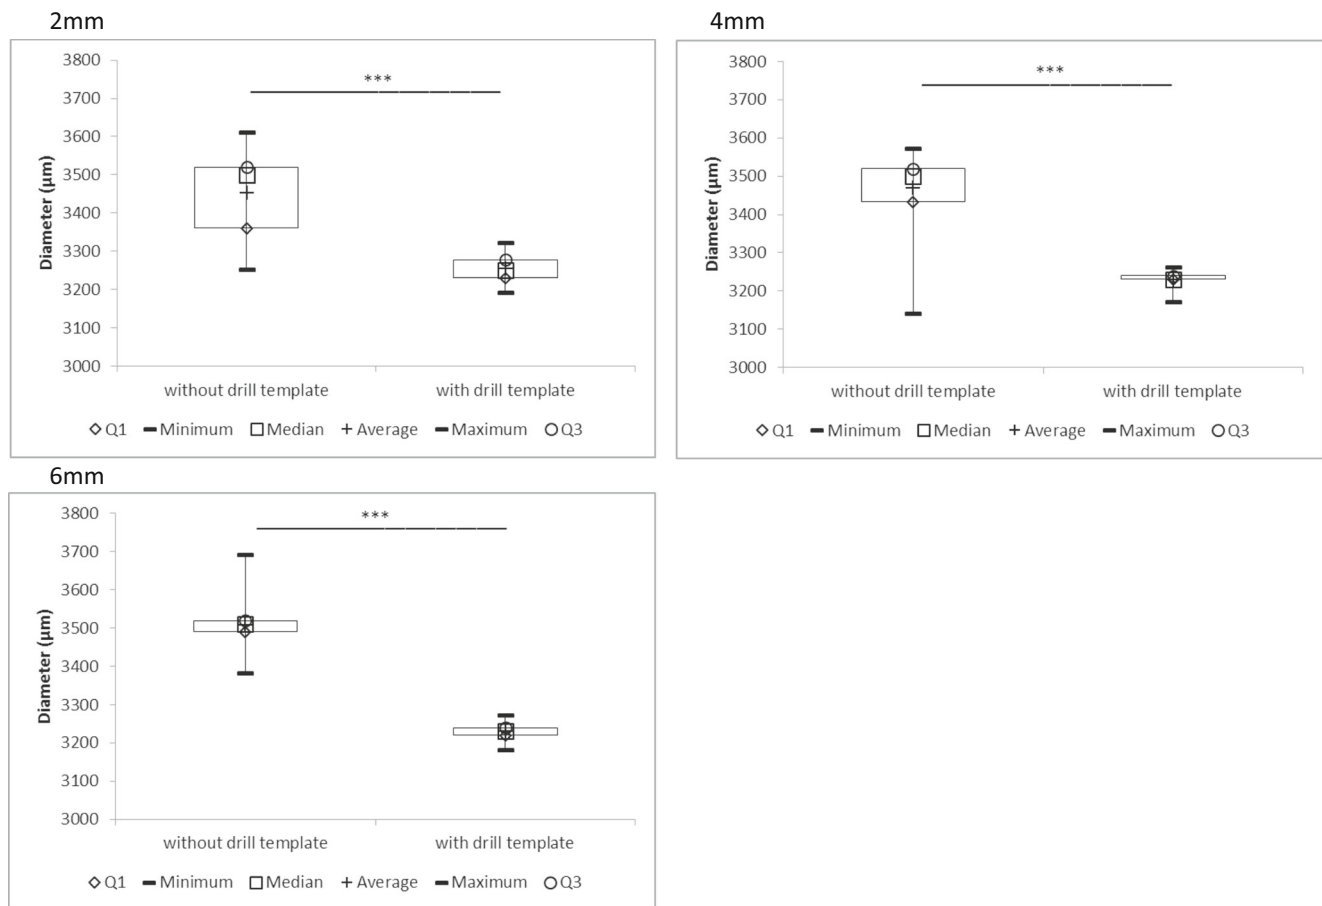 2mm
***
3800
3700
3600
3500
3400
3300
3200
3100
3000
Diameter (µm)
without drill template with drill template
Q1 Minimum Median Average Maximum Q3
4mm
***
3800
3700
3600
3500
3400
3300
3200
3100
3000
Diameter (µm)
without drill template with drill template
Q1 Minimum Median Average Maximum Q3
6mm
***
3800
3700
3600
3500
3400
3300
3200
3100
3000
Diameter (µm)
without drill template with drill template
Q1 Minimum Median Average Maximum Q3